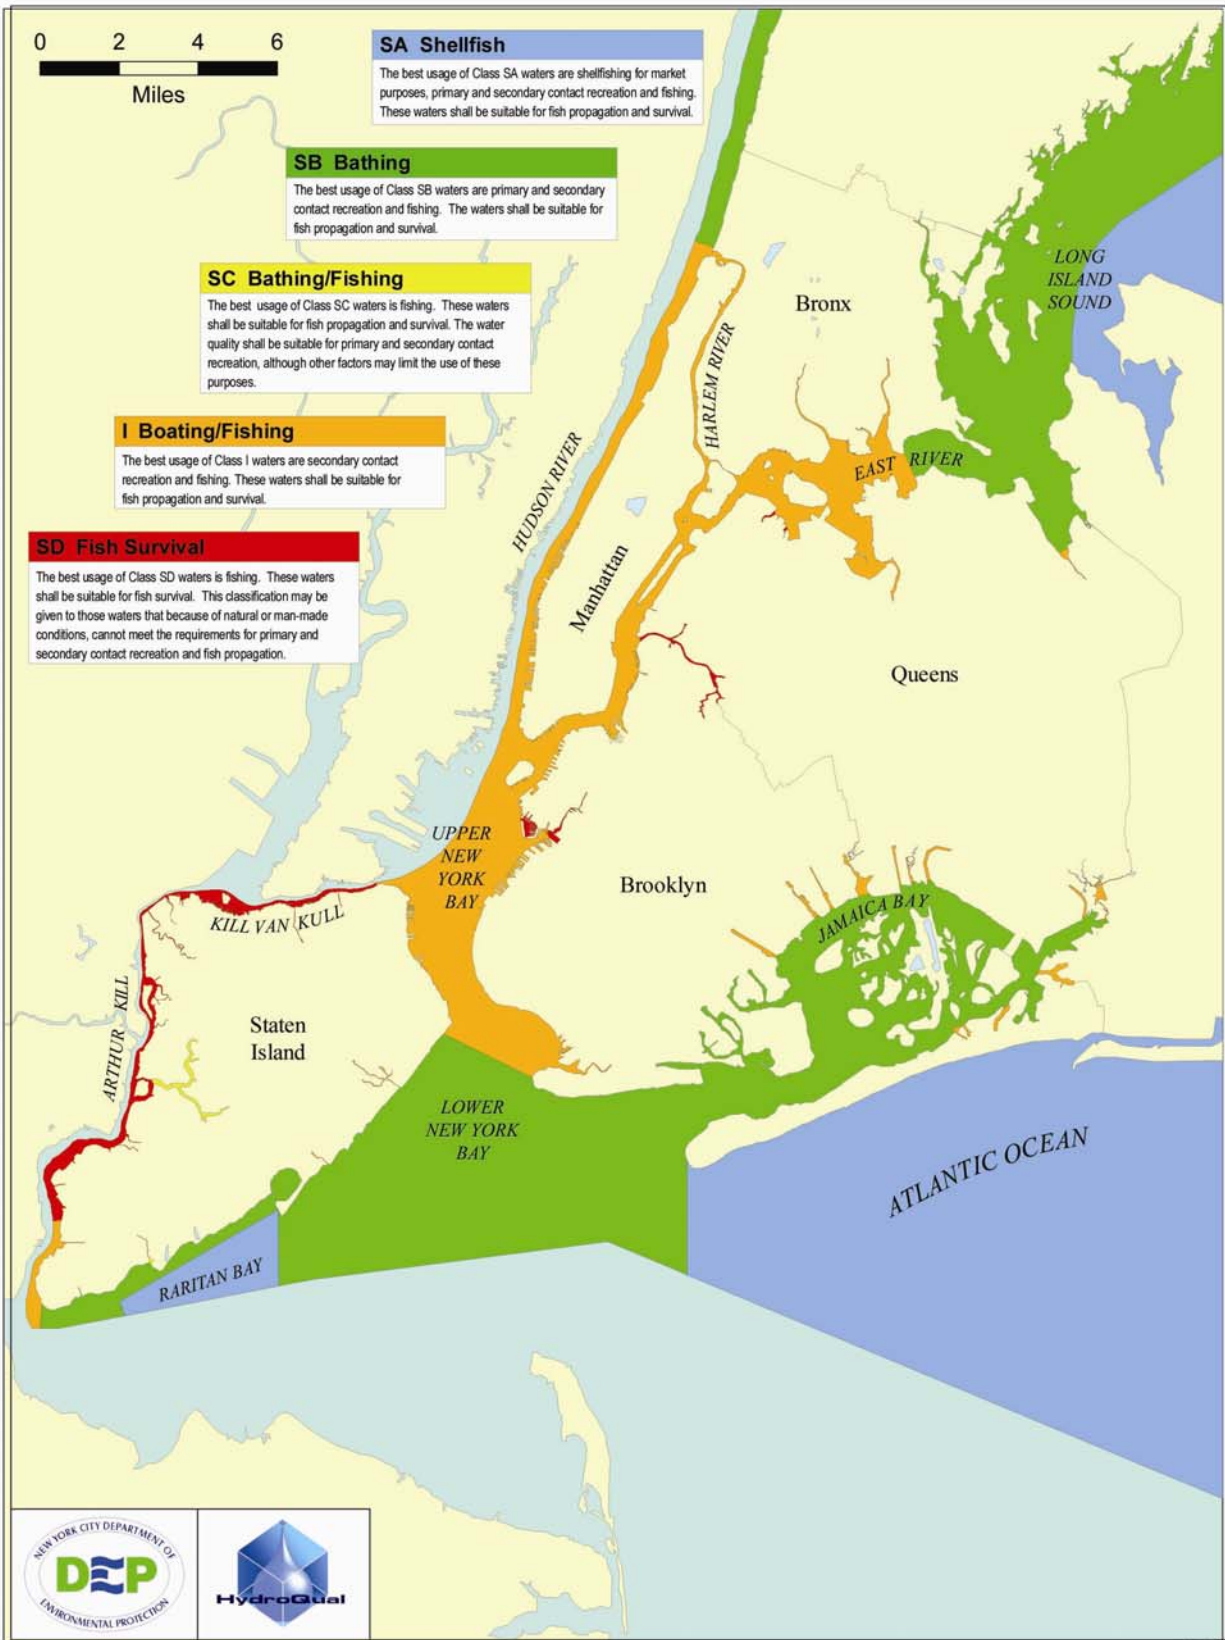 0 2 4 6
Miles
SA Shellfish
The best usage of Class SA waters are shellfishing for market
purposes, primary and secondary contact recreation and fishing.
These waters shall be suitable for fish propagation and survival.
SB Bathing
The best usage of Class SB waters are primary and secondary
contact recreation and fishing. The waters shall be suitable for
fish propagation and survival.
SC Bathing/Fishing
The best usage of Class SC waters is fishing. These waters
shall be suitable for fish propagation and survival. The water
quality shall be suitable for primary and secondary contact
recreation, although other factors may limit the use of these
purposes.
I Boating/Fishing
The best usage of Class I waters are secondary contact
recreation and fishing. These waters shall be suitable for
fish propagation and survival.
SD Fish Survival
The best usage of Class SD waters is fishing. These waters
shall be suitable for fish survival. This classification may be
given to those waters that because of natural or man-made
conditions, cannot meet the requirements for primary and
secondary contact recreation and fish propagation.
LONG
ISLAND
SOUND
Bronx
HARLEM RIVER
HUDSON RIVER
EAST RIVER
Manhattan
Queens
UPPER
NEW
YORK
BAY
Brooklyn
JAMAICA BAY
KILL VAN KULL
ARTHUR KILL
Staten
Island
LOWER
NEW YORK
BAY
ATLANTIC OCEAN
RARITAN BAY
NEW YORK CITY DEPARTMENT OF
DEP
ENVIRONMENTAL PROTECTION
HydroQual